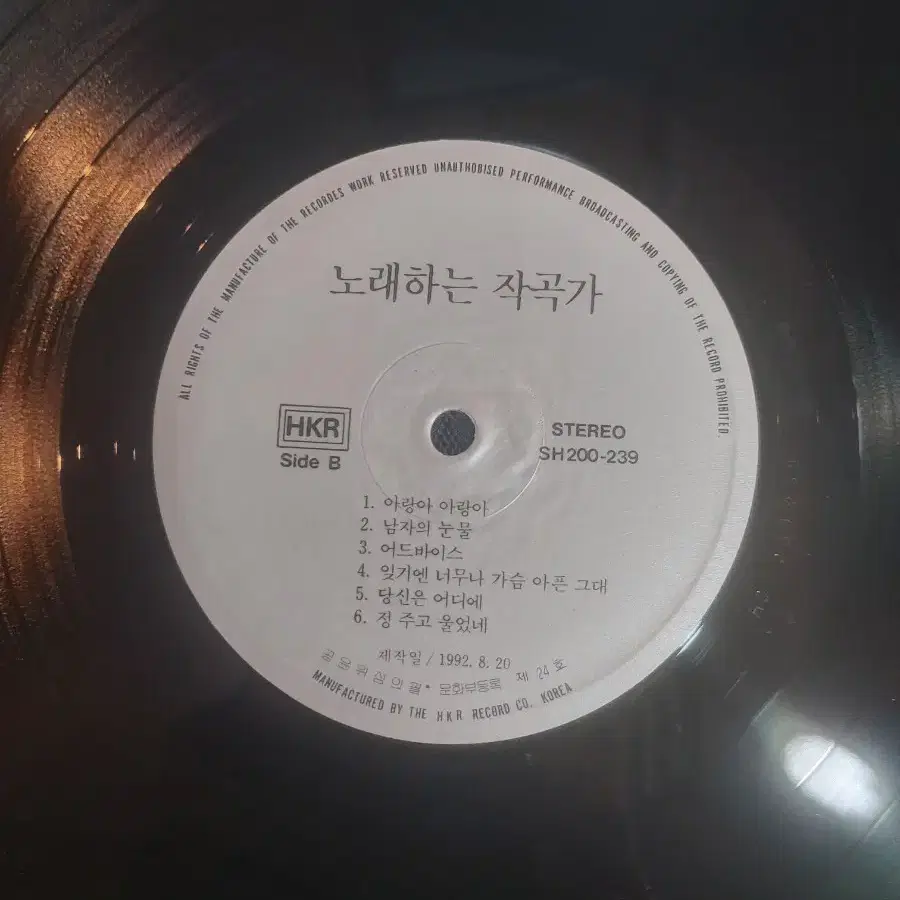 ALL RIGHTS OF THE MANUFACTURE OF THE RECORDES WORK RESERVED UNAUTHOBISED PERFORMANCE BROADCASTING AND COPYING OF THE RECORD PROHIBITED.
노래하는 작곡가
HKR
Side B
STEREO
SH200-239
1. 아랑아 아랑아
2. 남자의 눈물
3. 어드바이스
4. 잊기엔 너무나 가슴 아픈 그대
5. 당신은 어디에
6. 정 주고 울었네
제작일 / 1992. 8. 20
문화부등록 제 24 호
MANUFACTURED BY THE HKR RECORD CO. KOREA